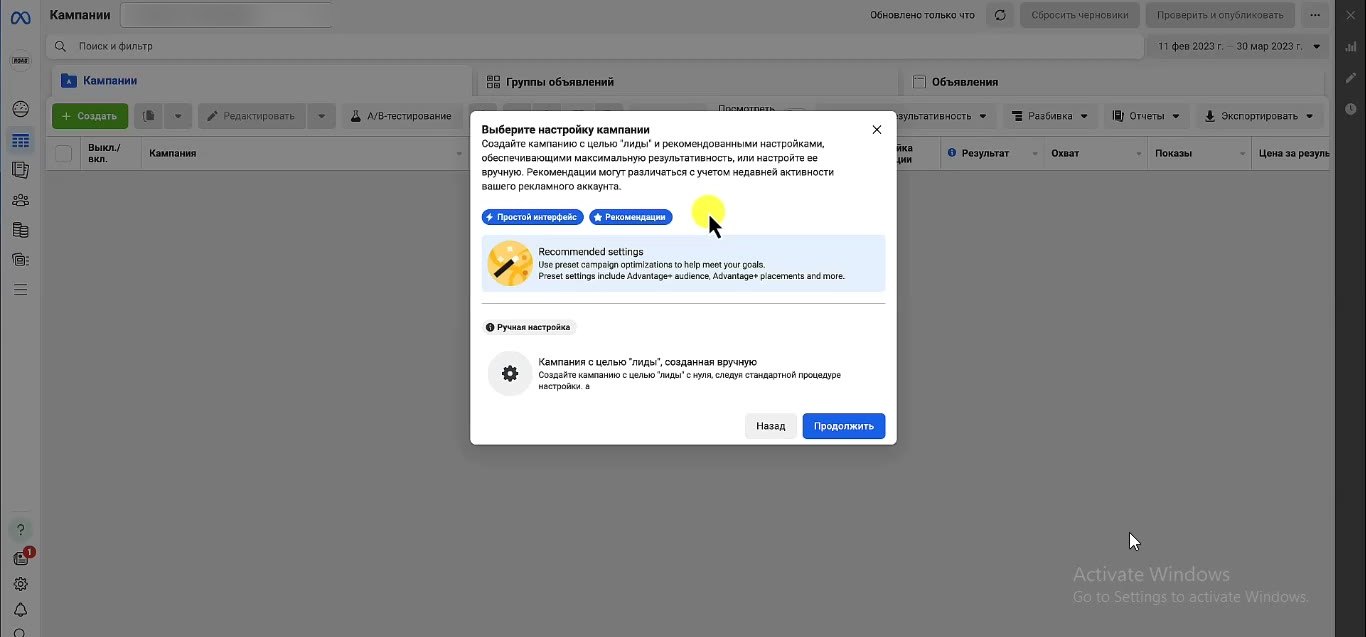 Кампании
Обновлено только что
Сбросить черновики
Проверить и опубликовать
Поиск и фильтр
11 фев 2023 г. – 30 мар 2023 г.
Кампании
Группы объявлений
Объявления
+ Создать
Редактировать
A/B-тестирование
Посмотреть
зультативность
Разбивка
Отчеты
Экспортировать
Выкл./
вкл.
Кампания
йка
ции
Результат
Охват
Показы
Цена за резуль
Выберите настройку кампании
Создайте кампанию с целью "лиды" и рекомендованными настройками,
обеспечивающими максимальную результативность, или настройте ее
вручную. Рекомендации могут различаться с учетом недавней активности
вашего рекламного аккаунта.
Простой интерфейс
Рекомендации
Recommended settings
Use preset campaign optimizations to help meet your goals.
Preset settings include Advantage+ audience, Advantage+ placements and more.
Ручная настройка
Кампания с целью "лиды", созданная вручную
Создайте кампанию с целью "лиды" с нуля, следуя стандартной процедуре
настройки. а
Назад
Продолжить
1
Activate Windows
Go to Settings to activate Windows.